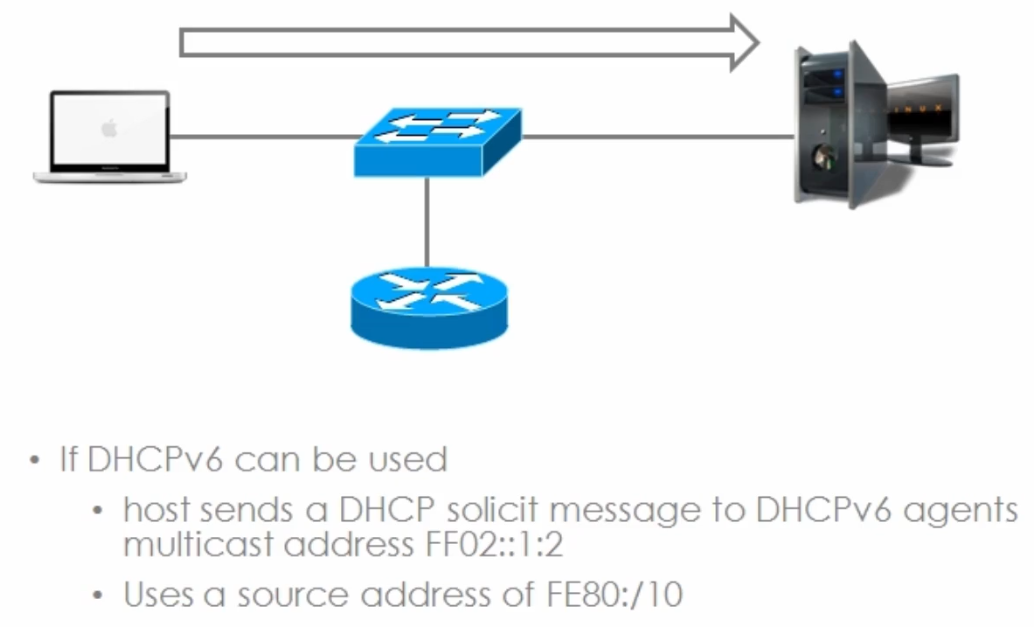 INUX
• If DHCPv6 can be used
• host sends a DHCP solicit message to DHCPv6 agents
multicast address FF02::1:2
• Uses a source address of FE80:/10